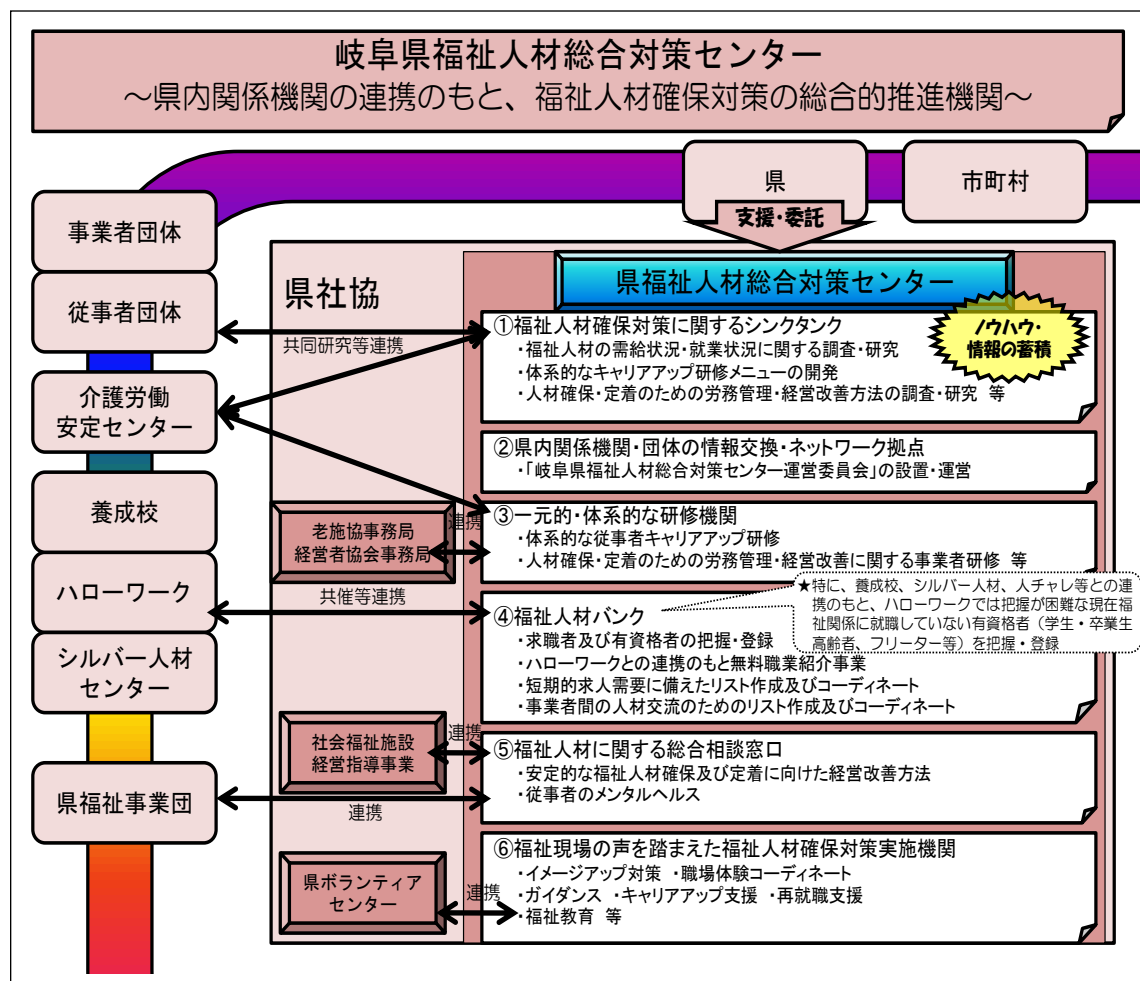 岐阜県福祉人材総合対策センター
～県内関係機関の連携のもと、福祉人材確保対策の総合的推進機関～
県
市町村
支援・委託
事業者団体
従事者団体
介護労働
安定センター
養成校
ハローワーク
シルバー人材
センター
県福祉事業団
県社協
県福祉人材総合対策センター
ノウハウ・
情報の蓄積
①福祉人材確保対策に関するシンクタンク
・福祉人材の需給状況・就業状況に関する調査・研究
・体系的なキャリアアップ研修メニューの開発
・人材確保・定着のための労務管理・経営改善方法の調査・研究 等
共同研究等連携
②県内関係機関・団体の情報交換・ネットワーク拠点
・「岐阜県福祉人材総合対策センター運営委員会」の設置・運営
老施協事務局
経営者協会事務局
連携
③一元的・体系的な研修機関
・体系的な従事者キャリアアップ研修
・人材確保・定着のための労務管理・経営改善に関する事業者研修 等
共催等連携
④福祉人材バンク
・求職者及び有資格者の把握・登録
・ハローワークとの連携のもと無料職業紹介事業
・短期的求人需要に備えたリスト作成及びコーディネート
・事業者間の人材交流のためのリスト作成及びコーディネート
★特に、養成校、シルバー人材、人チャレ等との連
携のもと、ハローワークでは把握が困難な現在福
祉関係に就職していない有資格者（学生・卒業生
高齢者、フリーター等）を把握・登録
社会福祉施設
経営指導事業
連携
⑤福祉人材に関する総合相談窓口
・安定的な福祉人材確保及び定着に向けた経営改善方法
・従事者のメンタルヘルス
連携
県ボランティア
センター
連携
⑥福祉現場の声を踏まえた福祉人材確保対策実施機関
・イメージアップ対策 ・職場体験コーディネート
・ガイダンス ・キャリアアップ支援 ・再就職支援
・福祉教育 等